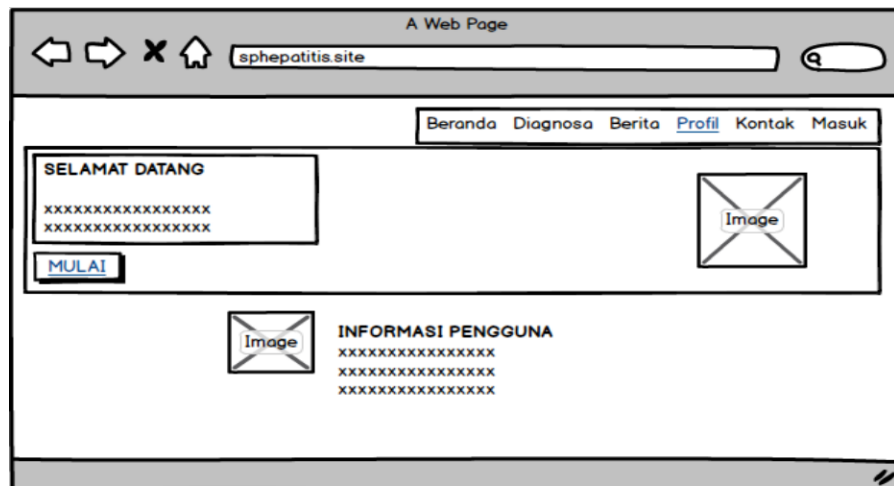 A Web Page
sphepatitis.site
Beranda Diagnosa Berita Profil Kontak Masuk
SELAMAT DATANG
xxxxxxxxxxxxxxxxx
xxxxxxxxxxxxxxxxx
Image
MULAI
Image
INFORMASI PENGGUNA
xxxxxxxxxxxxxxxx
xxxxxxxxxxxxxxxx
xxxxxxxxxxxxxxxx